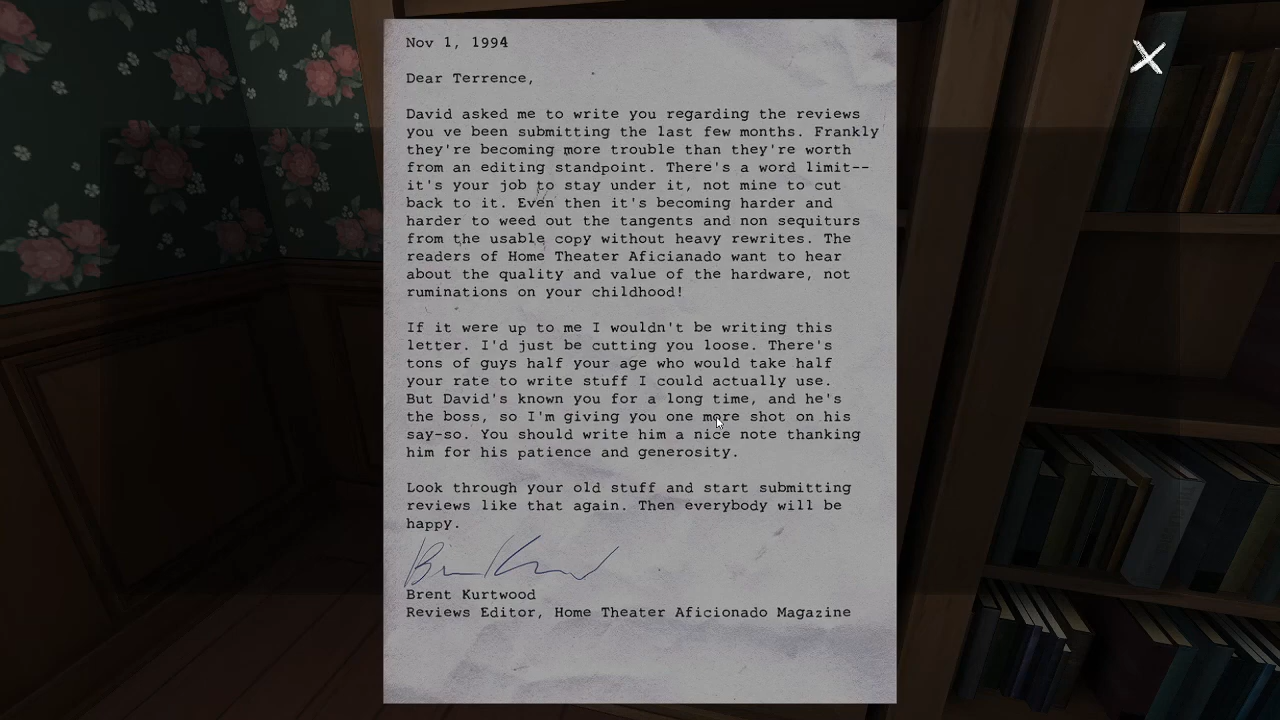 Nov 1, 1994
Dear Terrence,
David asked me to write you regarding the reviews
you ve been submitting the last few months. Frankly
they're becoming more trouble than they're worth
from an editing standpoint. There's a word limit--
it's your job to stay under it, not mine to cut
back to it. Even then it's becoming harder and
harder to weed out the tangents and non sequiturs
from the usable copy without heavy rewrites. The
readers of Home Theater Aficianado want to hear
about the quality and value of the hardware, not
ruminations on your childhood!
If it were up to me I wouldn't be writing this
letter. I'd just be cutting you loose. There's
tons of guys half your age who would take half
your rate to write stuff I could actually use.
But David's known you for a long time, and he's
the boss, so I'm giving you one more shot on his
say-so. You should write him a nice note thanking
him for his patience and generosity.
Look through your old stuff and start submitting
reviews like that again. Then everybody will be
happy.
Brent Kurtwood
Reviews Editor, Home Theater Aficionado Magazine